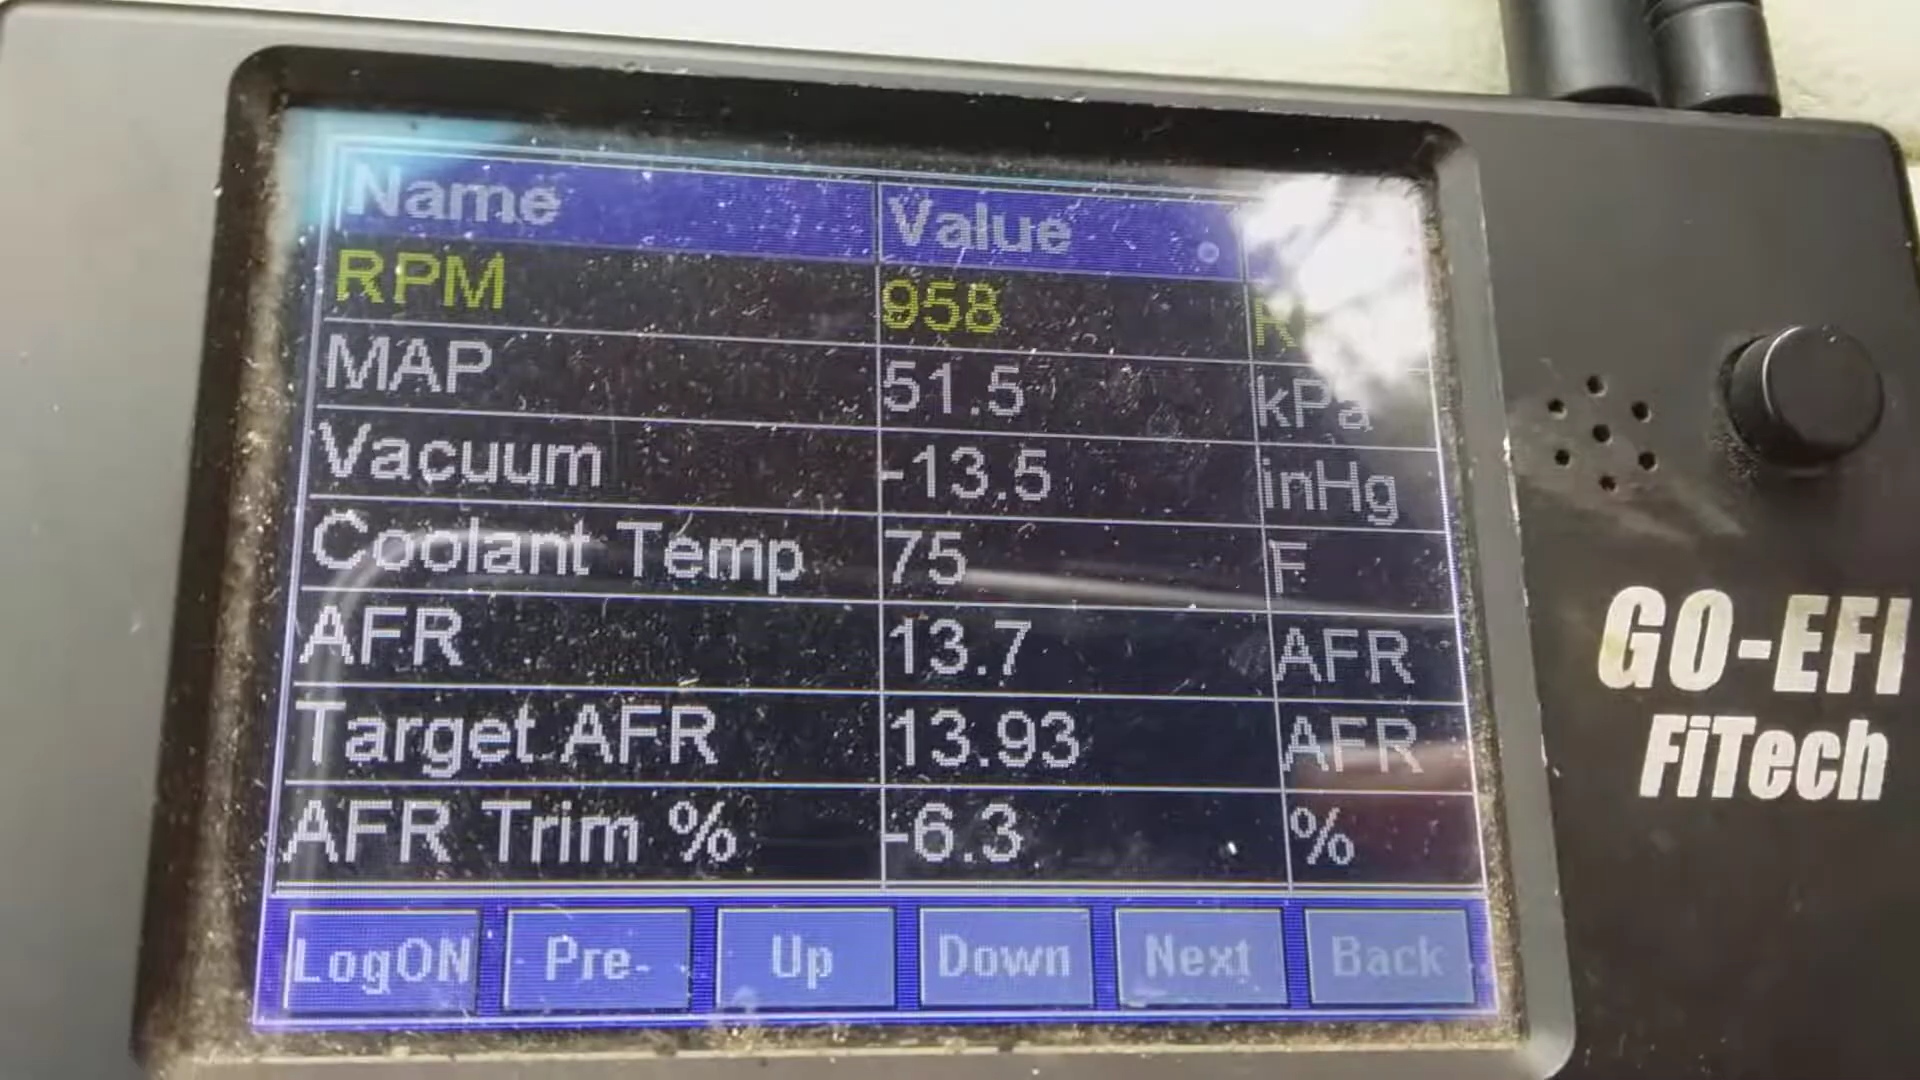 Name Value
RPM 958
MAP 51.5 kPa
Vacuum -13.5 inHg
Coolant Temp 75 F
AFR 13.7 AFR
Target AFR 13.93 AFR
AFR Trim % -6.3 %
LogON Pre- Up Down Next Back
GO-EFI
FiTech